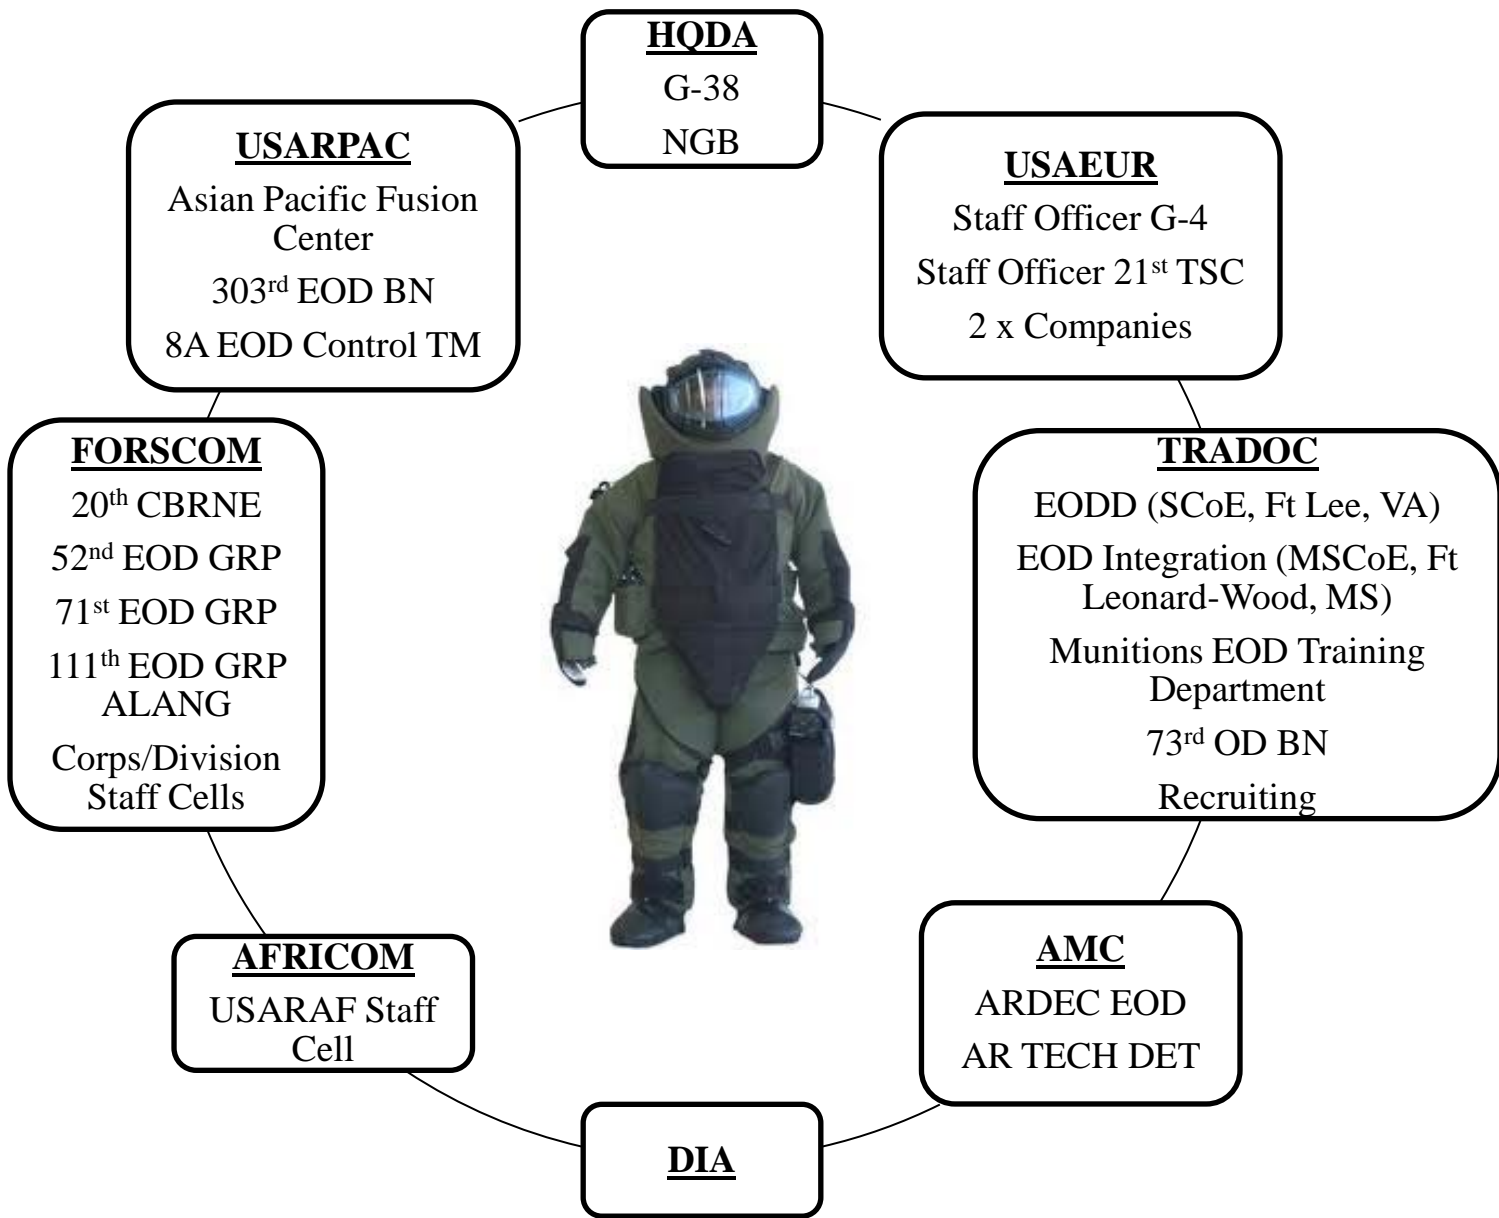 HQDA
G-38
NGB
USARPAC
Asian Pacific Fusion
Center
303rd EOD BN
8A EOD Control TM
USAEUR
Staff Officer G-4
Staff Officer 21st TSC
2 x Companies
FORSCOM
20th CBRNE
52nd EOD GRP
71st EOD GRP
111th EOD GRP
ALANG
Corps/Division
Staff Cells
TRADOC
EODD (SCoE, Ft Lee, VA)
EOD Integration (MSCoE, Ft
Leonard-Wood, MS)
Munitions EOD Training
Department
73rd OD BN
Recruiting
AFRICOM
USARAF Staff
Cell
AMC
ARDEC EOD
AR TECH DET
DIA